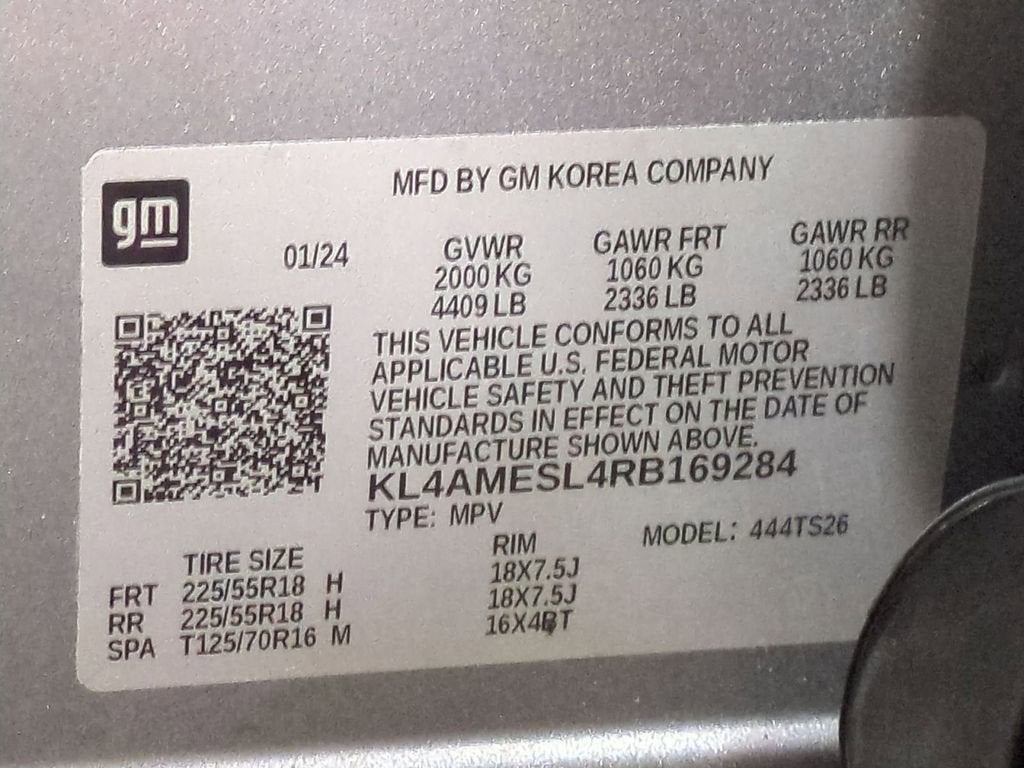 gm
MFD BY GM KOREA COMPANY
01/24 GVWR GAWR FRT GAWR RR
2000 KG 1060 KG 1060 KG
4409 LB 2336 LB 2336 LB
THIS VEHICLE CONFORMS TO ALL
APPLICABLE U.S. FEDERAL MOTOR
VEHICLE SAFETY AND THEFT PREVENTION
STANDARDS IN EFFECT ON THE DATE OF
MANUFACTURE SHOWN ABOVE.
KL4AMESL4RB169284
TYPE: MPV MODEL: 444TS26
TIRE SIZE RIM
FRT 225/55R18 H 18X7.5J
RR 225/55R18 H 18X7.5J
SPA T125/70R16 M 16X4BT